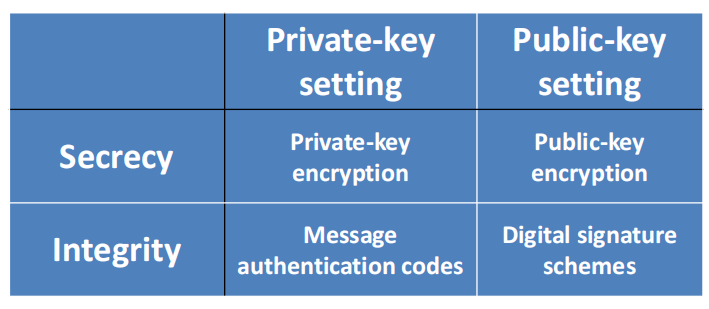 Private-key
setting
Public-key
setting
Secrecy
Private-key
encryption
Public-key
encryption
Integrity
Message
authentication codes
Digital signature
schemes